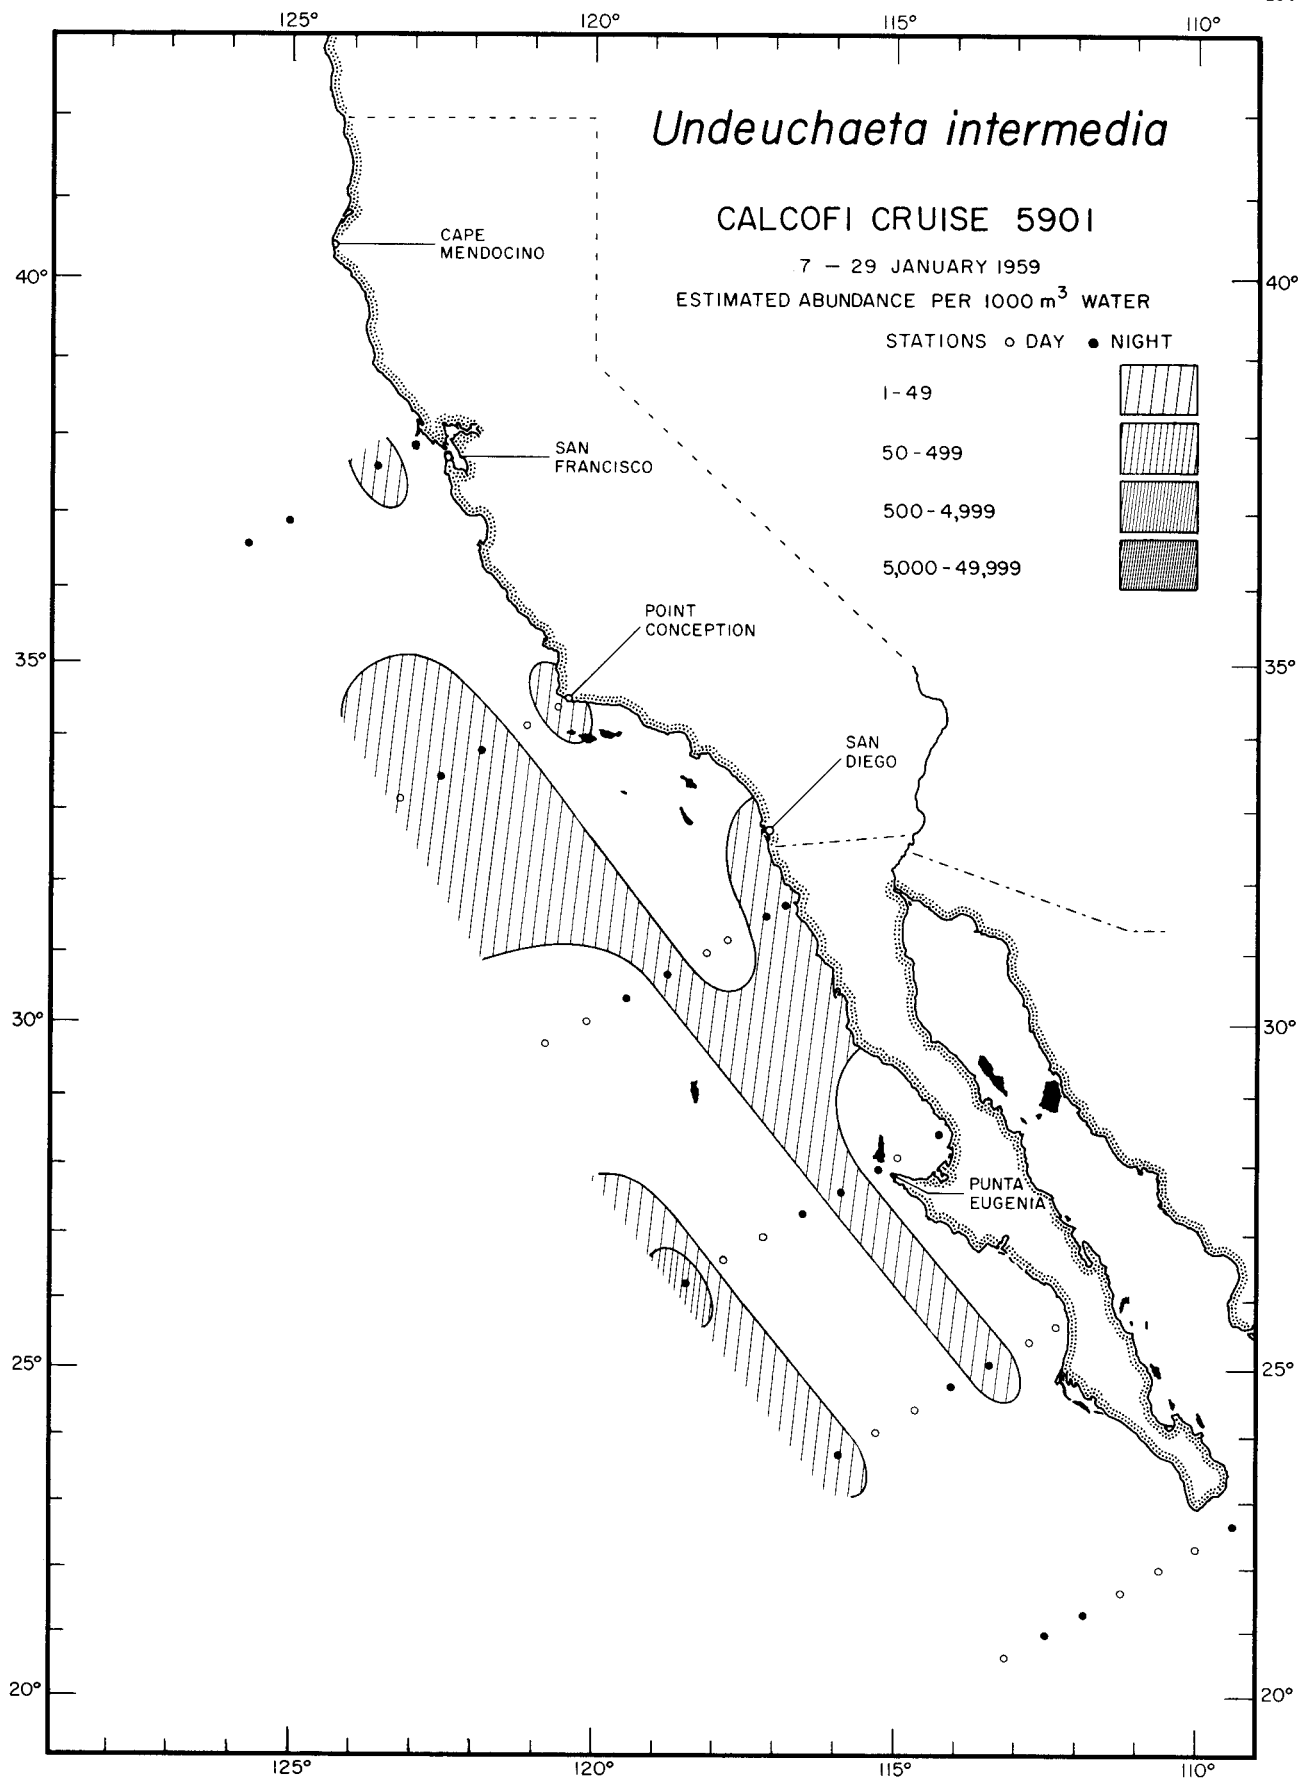 125° 120° 115° 110°
Undeuchaeta intermedia
CALCOFI CRUISE 5901
7 – 29 JANUARY 1959
ESTIMATED ABUNDANCE PER 1000 m³ WATER
STATIONS ○ DAY ● NIGHT
1-49
50-499
500-4,999
5,000-49,999
CAPE
MENDOCINO
40° 40°
SAN
FRANCISCO
POINT
CONCEPTION
35° 35°
SAN
DIEGO
30° 30°
PUNTA
EUGENIA
25° 25°
20° 20°
125° 120° 115° 110°